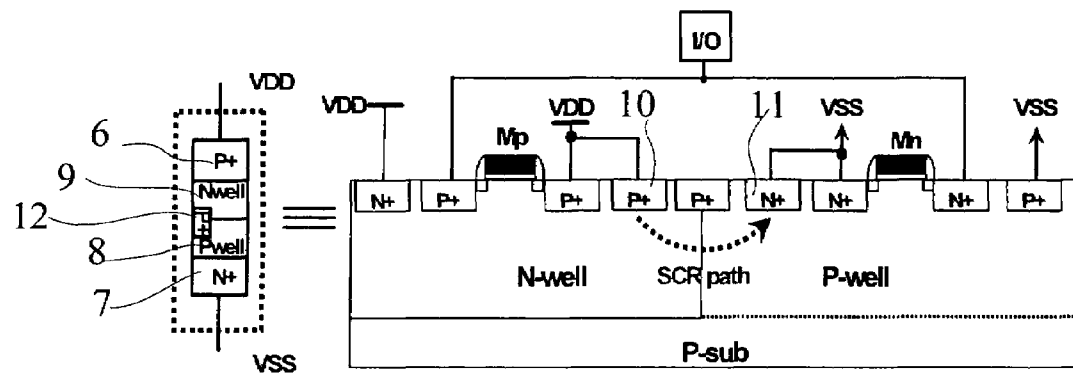 I/O
VDD
VDD
VDD
10
11
VSS
VSS
Mp
Mn
6
P+
9
Nwell
12
P+
8
Pwell
7
N+
VSS
N+
P+
P+
P+
P+
N+
N+
N+
P+
SCR path
N-well
P-well
P-sub